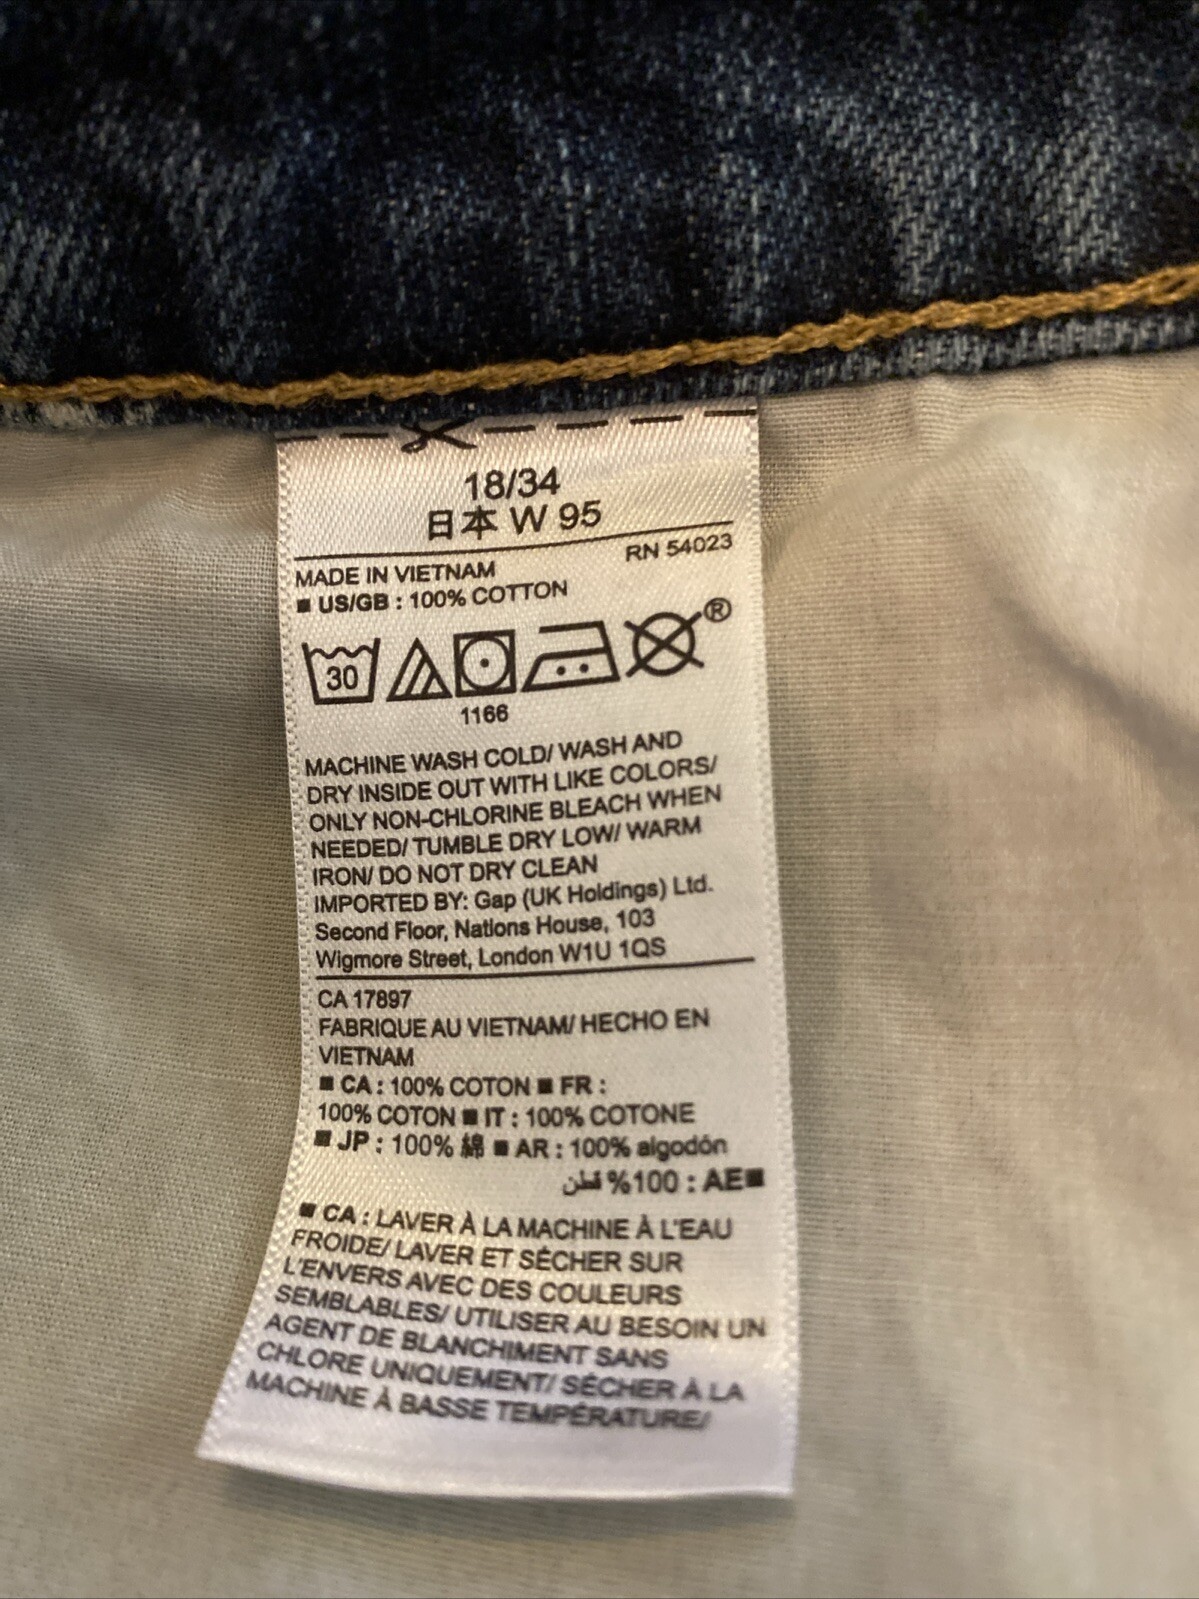 18/34
日本 W 95
RN 54023
MADE IN VIETNAM
■ US/GB : 100% COTTON
30
®
1166
MACHINE WASH COLD/ WASH AND
DRY INSIDE OUT WITH LIKE COLORS/
ONLY NON-CHLORINE BLEACH WHEN
NEEDED/ TUMBLE DRY LOW/ WARM
IRON/ DO NOT DRY CLEAN
IMPORTED BY: Gap (UK Holdings) Ltd.
Second Floor, Nations House, 103
Wigmore Street, London W1U 1QS
CA 17897
FABRIQUE AU VIETNAM/ HECHO EN
VIETNAM
■ CA : 100% COTON ■ FR :
100% COTON ■ IT : 100% COTONE
■ JP : 100% 綿 ■ AR : 100% algodón
■AE : 100% قطن
■ CA : LAVER À LA MACHINE À L'EAU
FROIDE/ LAVER ET SÉCHER SUR
L'ENVERS AVEC DES COULEURS
SEMBLABLES/ UTILISER AU BESOIN UN
AGENT DE BLANCHIMENT SANS
CHLORE UNIQUEMENT/ SÉCHER À LA
MACHINE À BASSE TEMPÉRATURE/